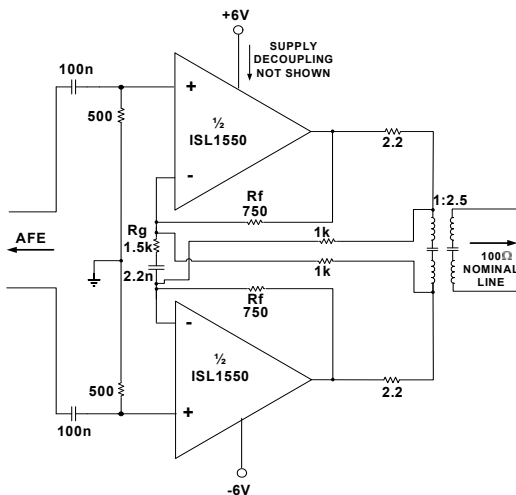 +6V
SUPPLY
DECOUPLING
NOT SHOWN
100n
+
500
½
ISL1550
2.2
-
Rf
750
1:2.5
AFE
Rg
1.5k
1k
2.2n
1k
100Ω
NOMINAL
LINE
Rf
750
-
½
ISL1550
500
2.2
+
100n
-6V